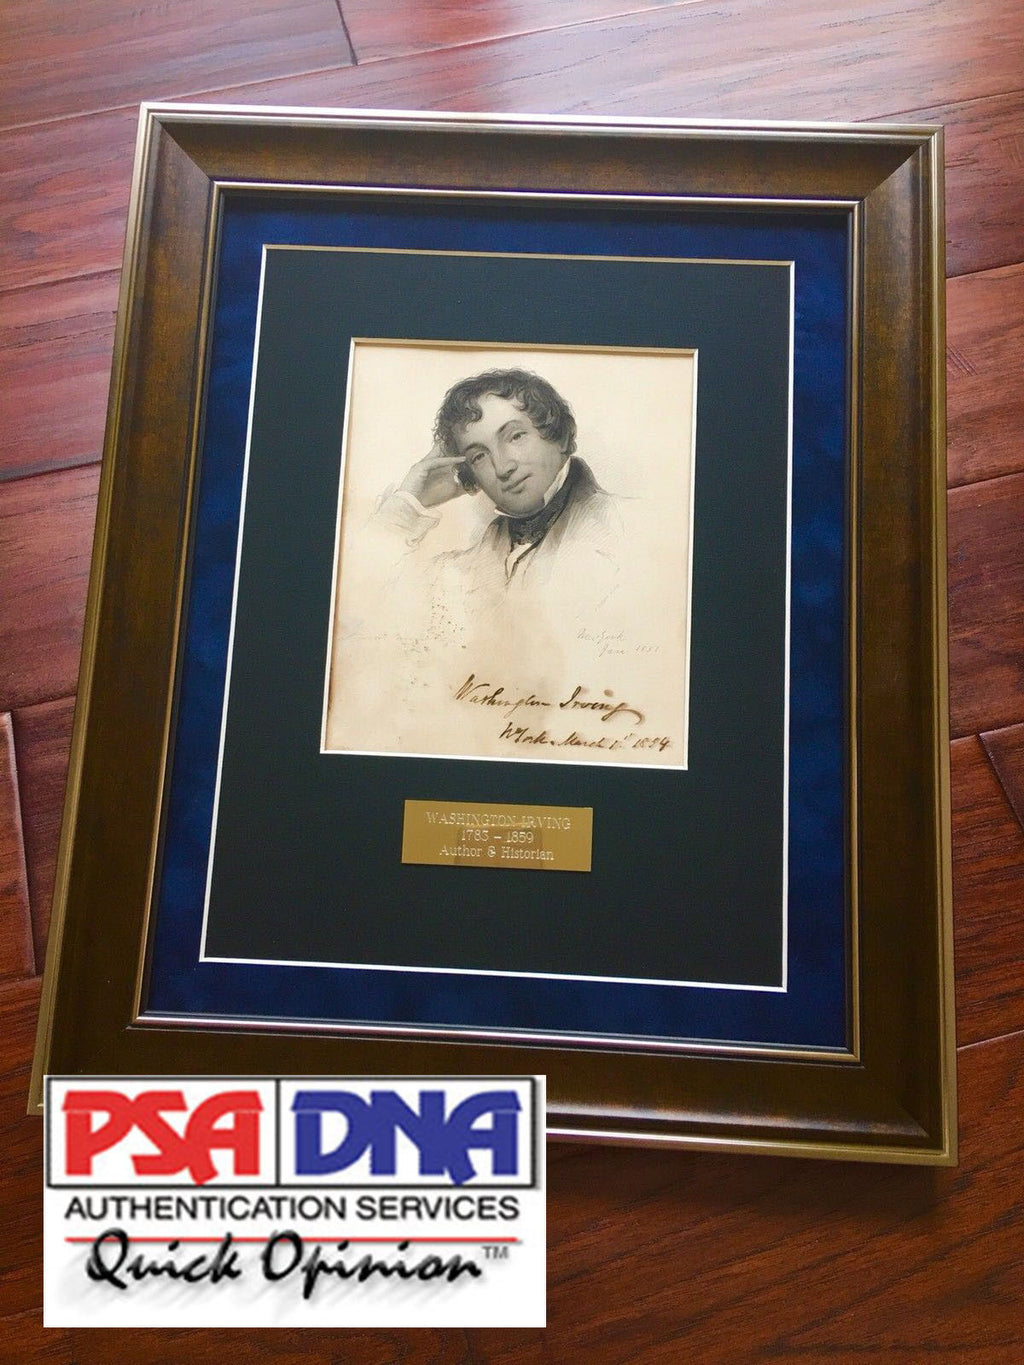 New York
Jan 1851
Washington Irving
NYork March 1st 1854
WASHINGTON IRVING
1783 – 1859
Author & Historian
PSA DNA
AUTHENTICATION SERVICES
Quick Opinion™